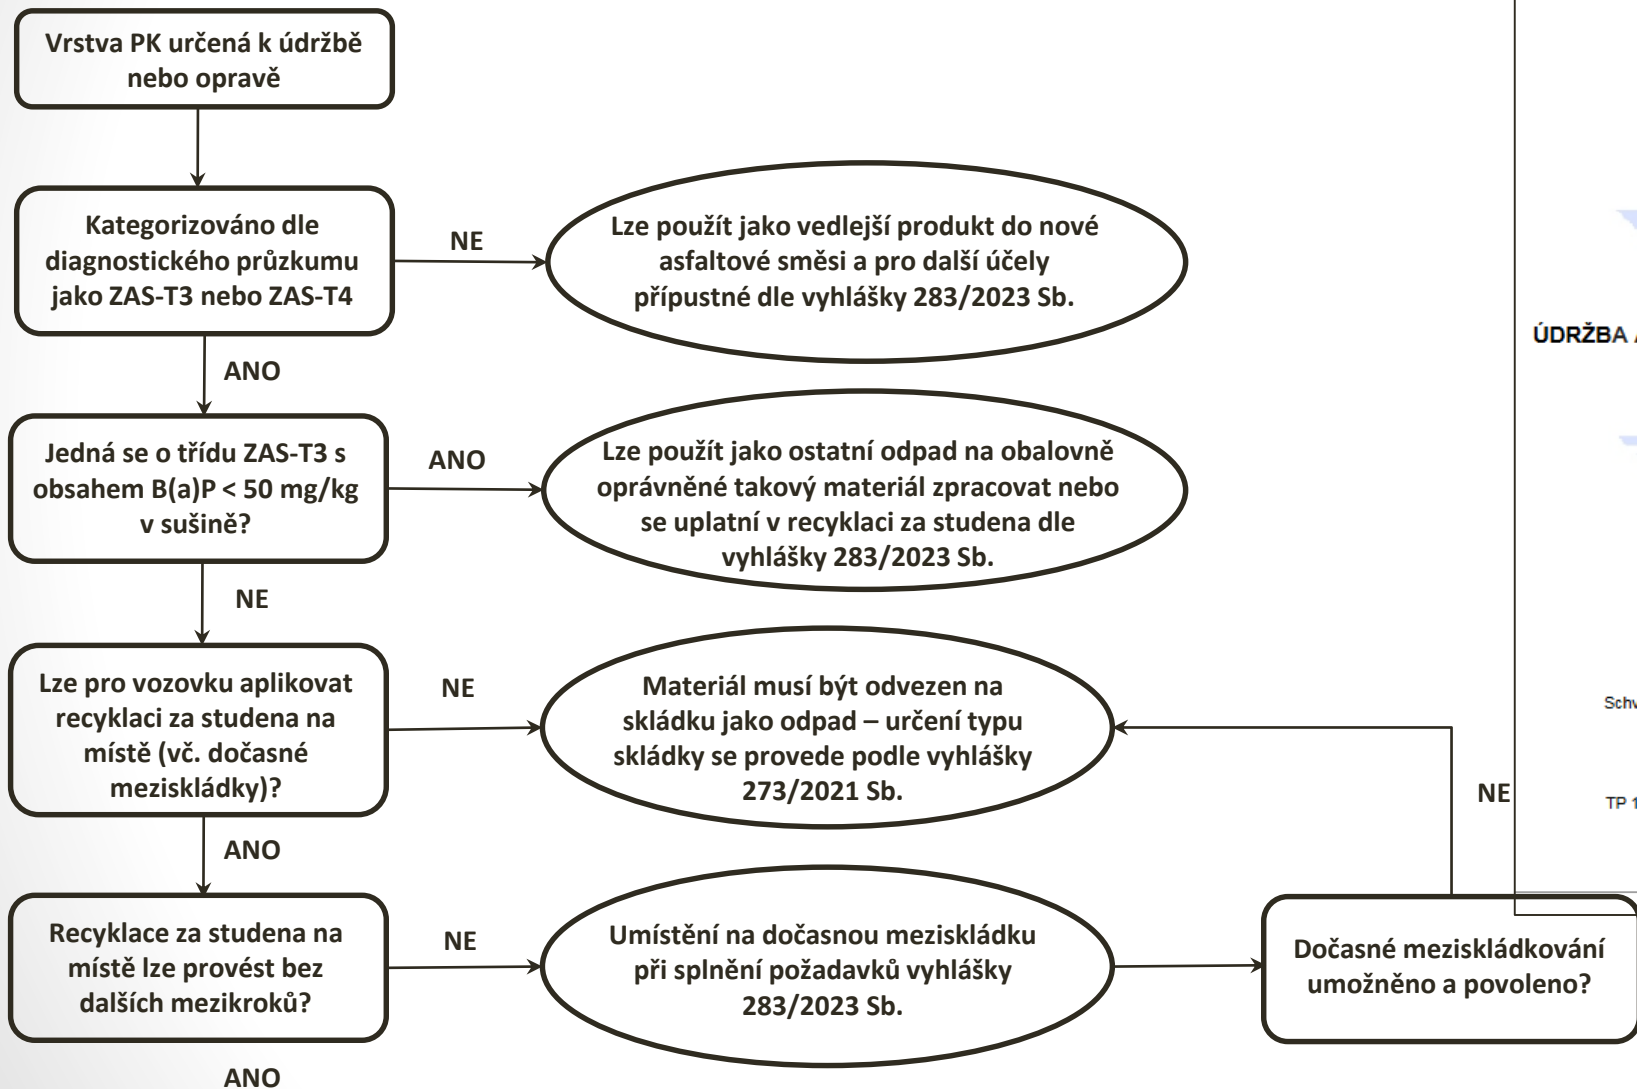 Vrstva PK určená k údržbě
nebo opravě
Kategorizováno dle
diagnostického průzkumu
jako ZAS-T3 nebo ZAS-T4
NE
Lze použít jako vedlejší produkt do nové
asfaltové směsi a pro další účely
přípustné dle vyhlášky 283/2023 Sb.
ANO
Jedná se o třídu ZAS-T3 s
obsahem B(a)P < 50 mg/kg
v sušině?
ANO
Lze použít jako ostatní odpad na obalovně
oprávněné takový materiál zpracovat nebo
se uplatní v recyklaci za studena dle
vyhlášky 283/2023 Sb.
NE
Lze pro vozovku aplikovat
recyklaci za studena na
místě (vč. dočasné
meziskládky)?
NE
Materiál musí být odvezen na
skládku jako odpad – určení typu
skládky se provede podle vyhlášky
273/2021 Sb.
NE
ANO
Recyklace za studena na
místě lze provést bez
dalších mezikroků?
NE
Umístění na dočasnou meziskládku
při splnění požadavků vyhlášky
283/2023 Sb.
Dočasné meziskládkování
umožněno a povoleno?
ANO
ÚDRŽBA
Schv
TP 1